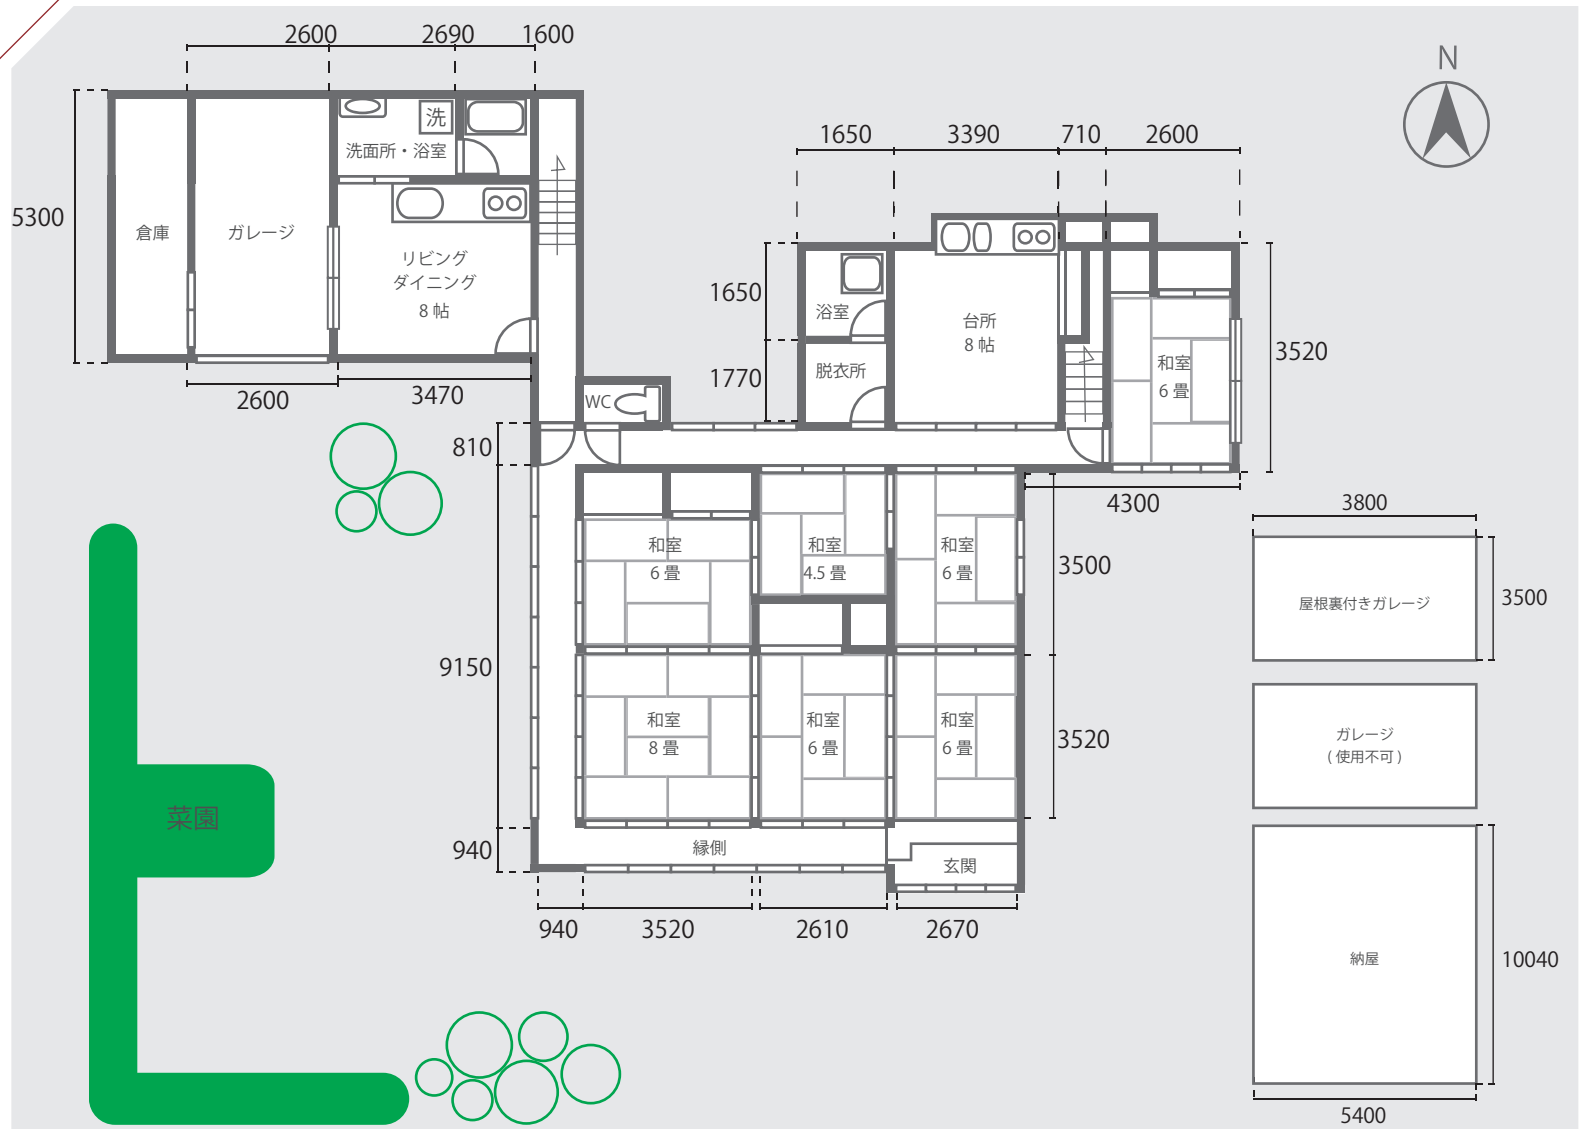 2600 2690 1600
N
1650 3390 710 2600
洗
洗面所・浴室
5300
倉庫
ガレージ
リビング
ダイニング
8 帖
1650
浴室
台所
8 帖
3520
和室
6 畳
1770
脱衣所
2600
3470
WC
810
4300
3800
和室
6 畳
和室
4.5 畳
和室
6 畳
3500
屋根裏付きガレージ
3500
9150
和室
8 畳
和室
6 畳
和室
6 畳
3520
ガレージ
( 使用不可 )
菜園
940
縁側
玄関
940 3520 2610 2670
納屋
10040
5400